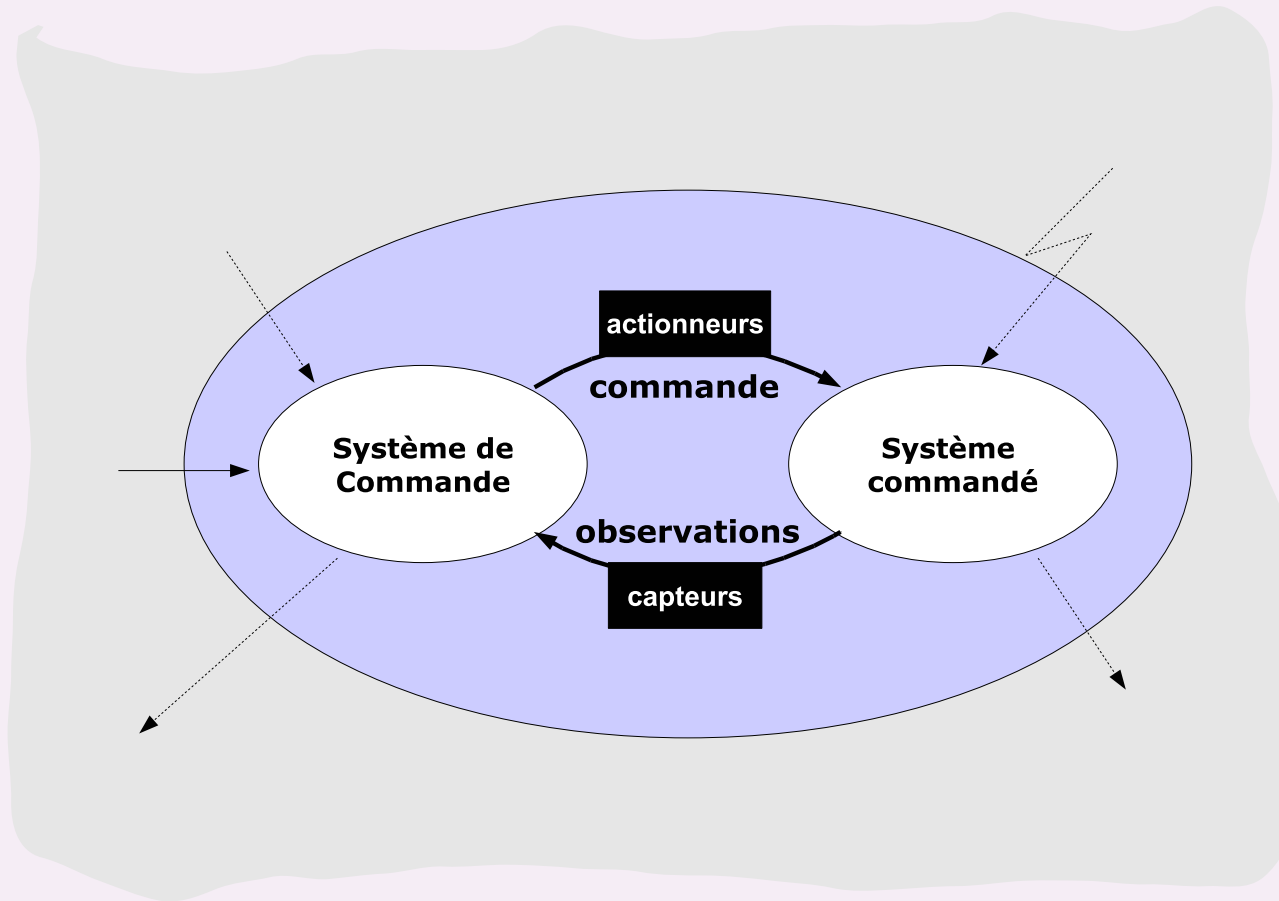 actionneurs
commande
Système de
Commande
Système
commandé
observations
capteurs